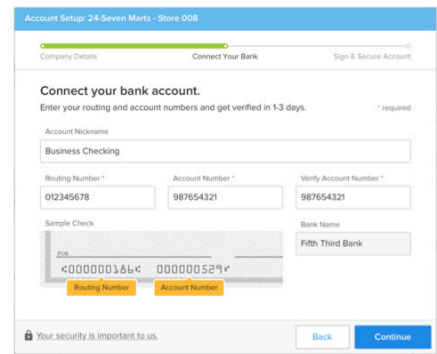 Account Setup: 24-Seven Marts - Store 008
Company Details
Connect Your Bank
Sign & Secure Account
Connect your bank account.
Enter your routing and account numbers and get verified in 1-3 days.
* required
Account Nickname
Business Checking
Routing Number *
Account Number *
Verify Account Number *
012345678
987654321
987654321
Sample Check
Bank Name
Fifth Third Bank
FOR
⑆000000186⑆ 000000529⑈
Routing Number
Account Number
Your security is important to us.
Back
Continue